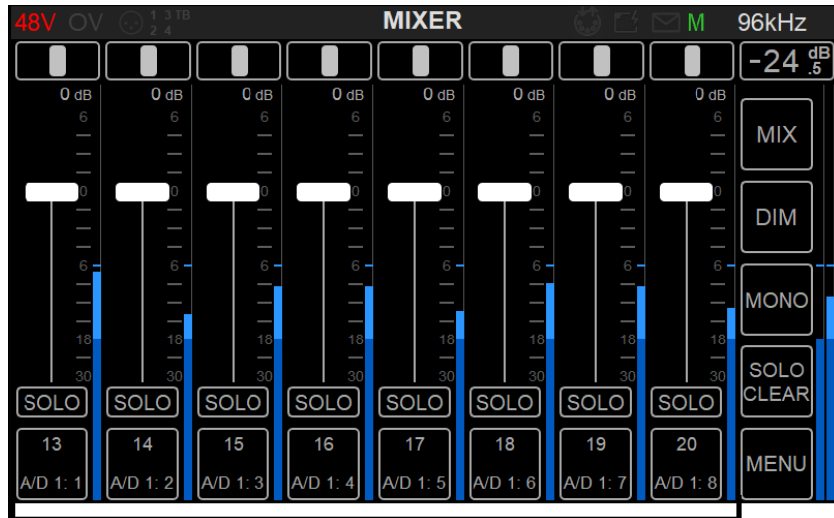 48V OV 1 3 TB MIXER M 96kHz
2 4
-24 dB
.5
0 dB 0 dB 0 dB 0 dB 0 dB 0 dB 0 dB 0 dB
6 6 6 6 6 6 6 6
MIX
0 0 0 0 0 0 0 0
DIM
6 6 6 6 6 6 6 6
MONO
18 18 18 18 18 18 18 18
30 30 30 30 30 30 30 30
SOLO SOLO SOLO SOLO SOLO SOLO SOLO SOLO
SOLO
CLEAR
13 14 15 16 17 18 19 20
A/D 1: 1 A/D 1: 2 A/D 1: 3 A/D 1: 4 A/D 1: 5 A/D 1: 6 A/D 1: 7 A/D 1: 8
MENU